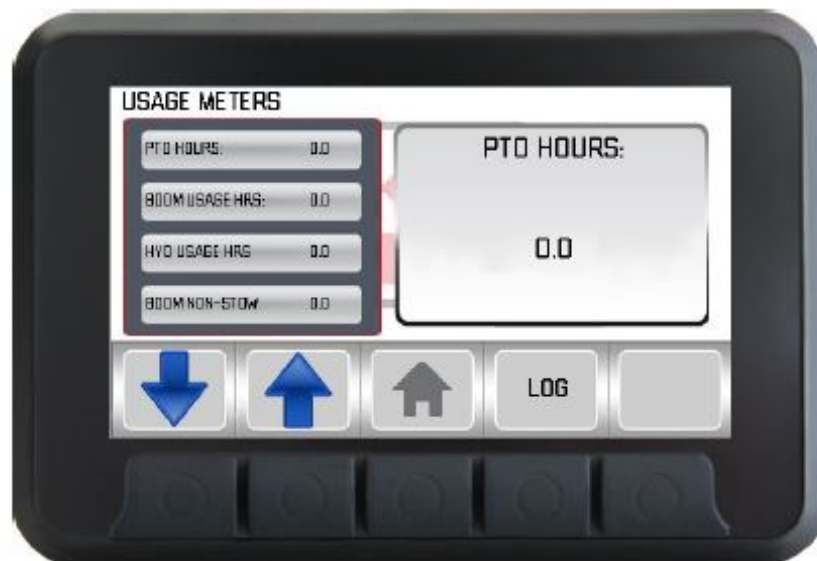 USAGE METERS
PTO HOURS: 0.0
BOOM USAGE HRS: 0.0
HYD USAGE HRS 0.0
BOOM NON-STOW 0.0
PTO HOURS:
0.0
LOG